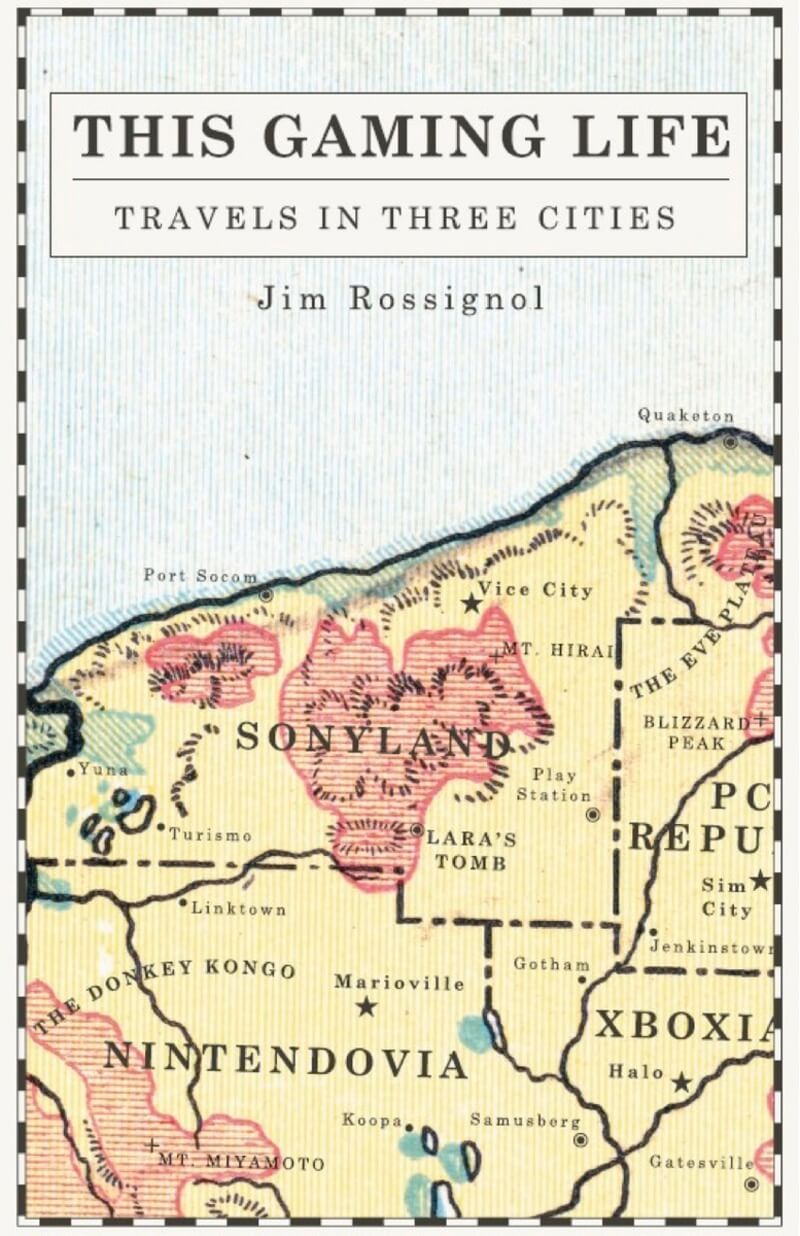 THIS GAMING LIFE
TRAVELS IN THREE CITIES
Jim Rossignol
Quaketon
Port Socom
Vice City
MT. HIRAI
THE EVE PLATEAU
SONYLAND
BLIZZARD
PEAK
Yuna
Play
Station
PC
REPU
Turismo
LARA'S
TOMB
Sim
City
Linktown
Jenkinstown
THE DONKEY KONGO
Gotham
Marioville
XBOXIA
NINTENDOVIA
Halo
Koopa
Samusberg
MT. MIYAMOTO
Gatesville